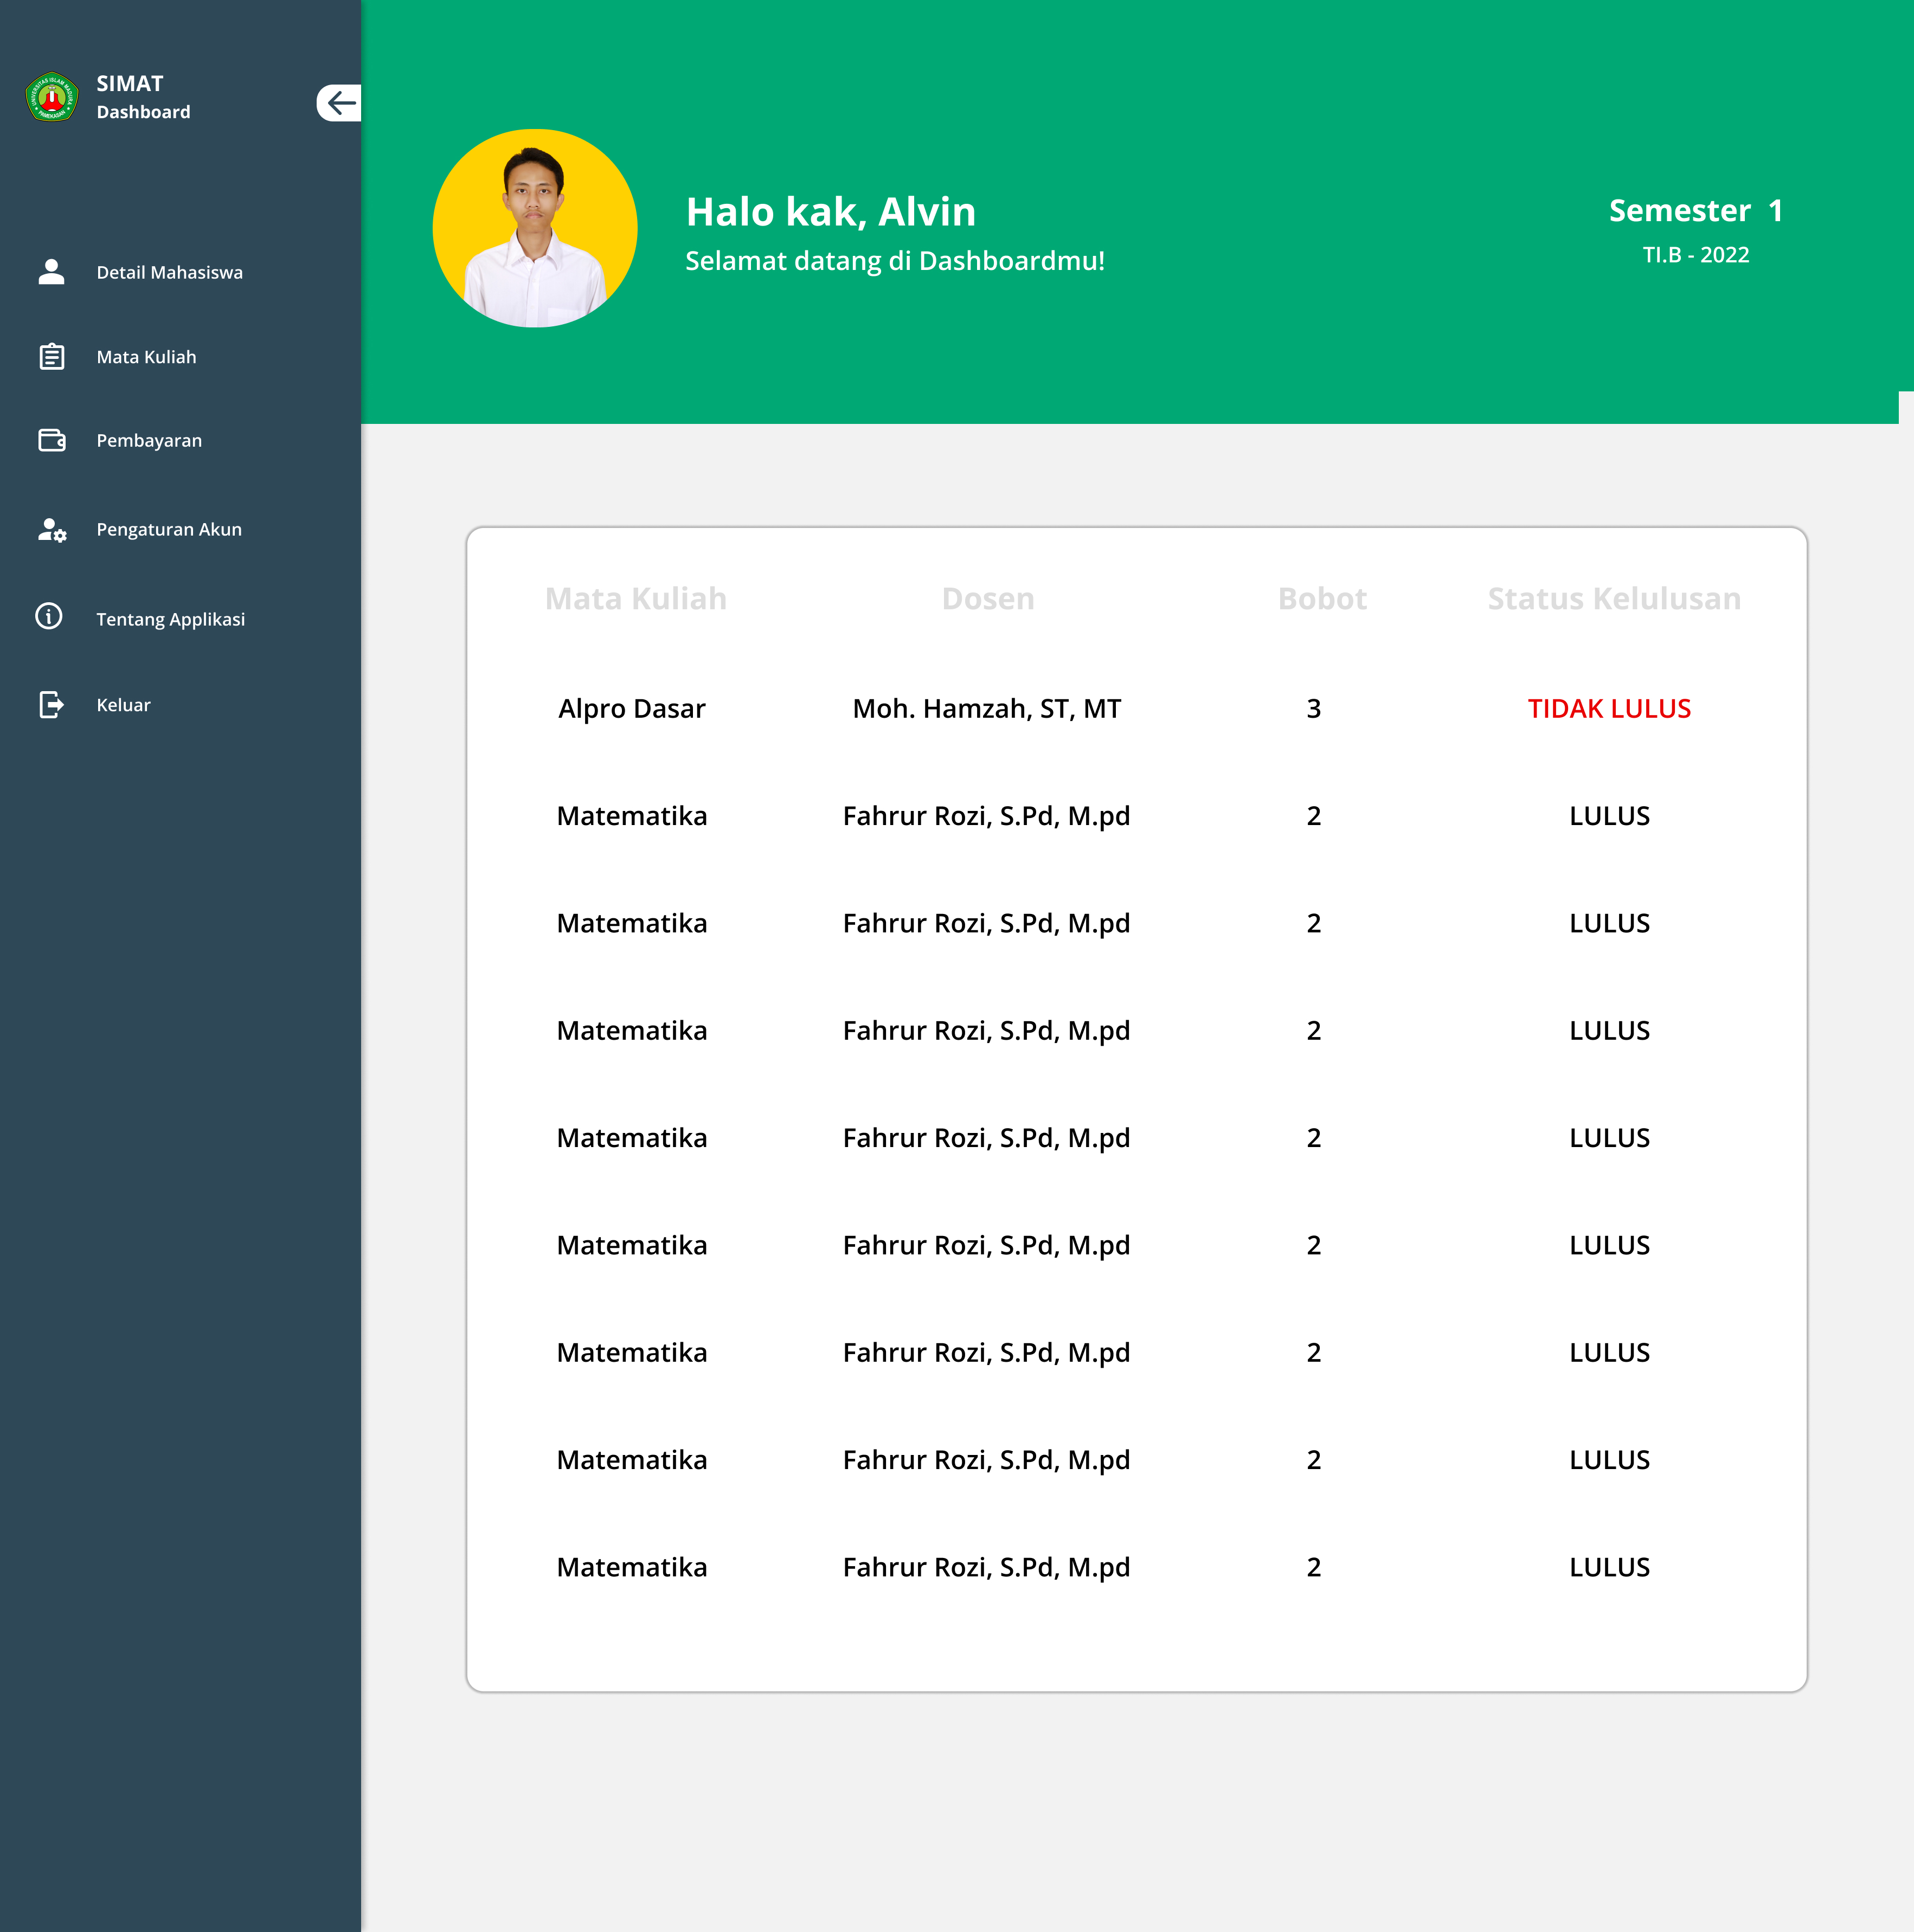 UNIVERSITAS ISLAM MADURA
PAMEKASAN
SIMAT
Dashboard
Detail Mahasiswa
Mata Kuliah
Pembayaran
Pengaturan Akun
Tentang Applikasi
Keluar
Halo kak, Alvin
Selamat datang di Dashboardmu!
Semester 1
TI.B - 2022
Mata Kuliah Dosen Bobot Status Kelulusan
Alpro Dasar Moh. Hamzah, ST, MT 3 TIDAK LULUS
Matematika Fahrur Rozi, S.Pd, M.pd 2 LULUS
Matematika Fahrur Rozi, S.Pd, M.pd 2 LULUS
Matematika Fahrur Rozi, S.Pd, M.pd 2 LULUS
Matematika Fahrur Rozi, S.Pd, M.pd 2 LULUS
Matematika Fahrur Rozi, S.Pd, M.pd 2 LULUS
Matematika Fahrur Rozi, S.Pd, M.pd 2 LULUS
Matematika Fahrur Rozi, S.Pd, M.pd 2 LULUS
Matematika Fahrur Rozi, S.Pd, M.pd 2 LULUS